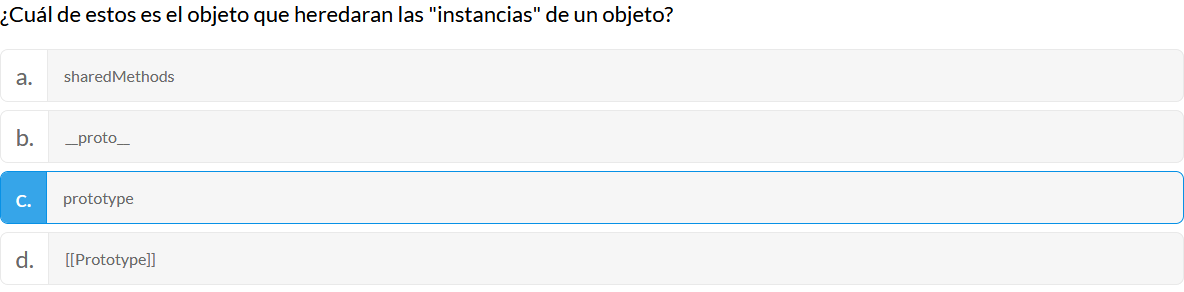 ¿Cuál de estos es el objeto que heredaran las "instancias" de un objeto?
a. sharedMethods
b. __proto__
c. prototype
d. [[Prototype]]